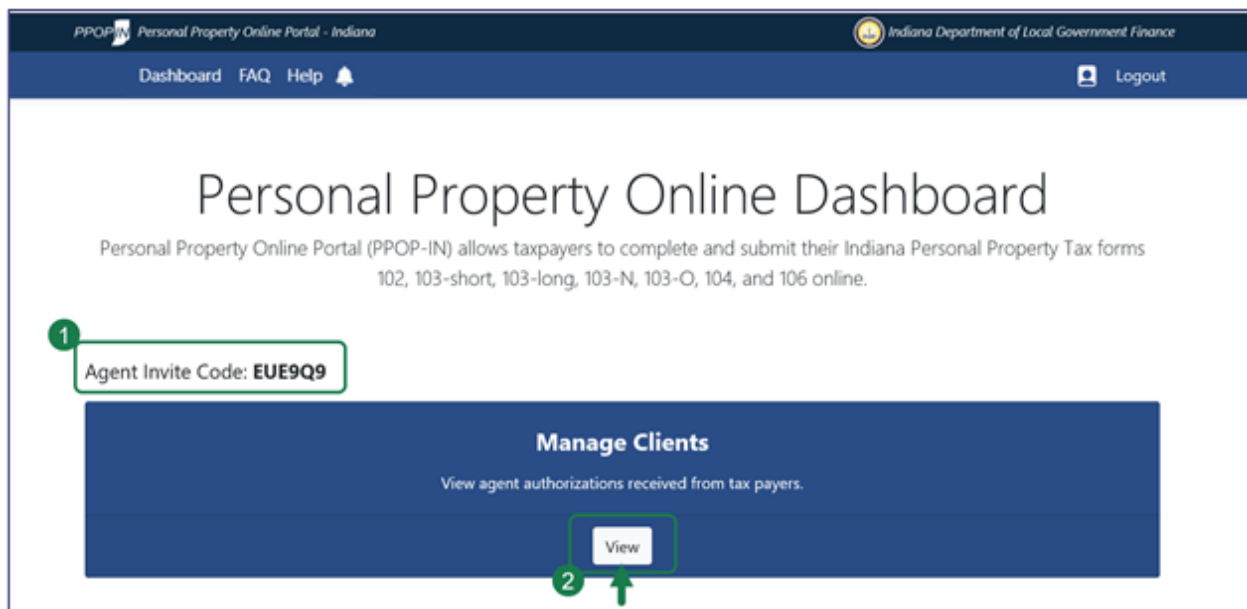 PPOP IN Personal Property Online Portal - Indiana
Indiana Department of Local Government Finance
Dashboard FAQ Help
Logout
Personal Property Online Dashboard
Personal Property Online Portal (PPOP-IN) allows taxpayers to complete and submit their Indiana Personal Property Tax forms
102, 103-short, 103-long, 103-N, 103-O, 104, and 106 online.
1
Agent Invite Code: EUE9Q9
Manage Clients
View agent authorizations received from tax payers.
View
2